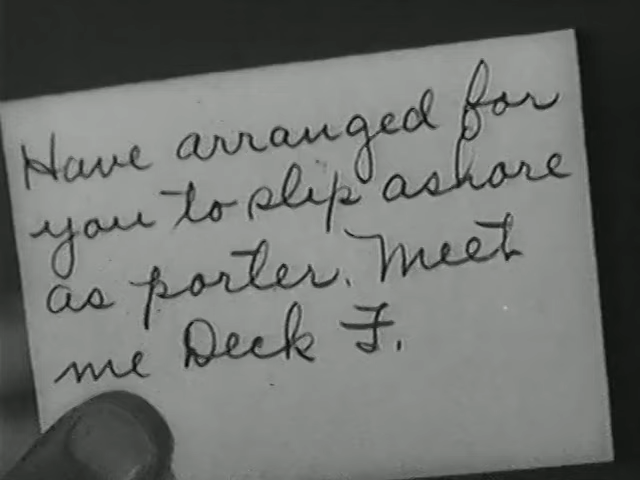 Have arranged for
you to slip ashore
as porter. Meet
me Deck F.